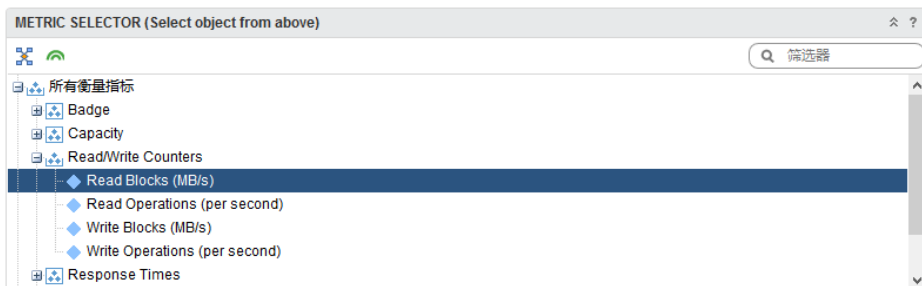 METRIC SELECTOR (Select object from above)
?
筛选器
所有衡量指标
Badge
Capacity
Read/Write Counters
Read Blocks (MB/s)
Read Operations (per second)
Write Blocks (MB/s)
Write Operations (per second)
Response Times